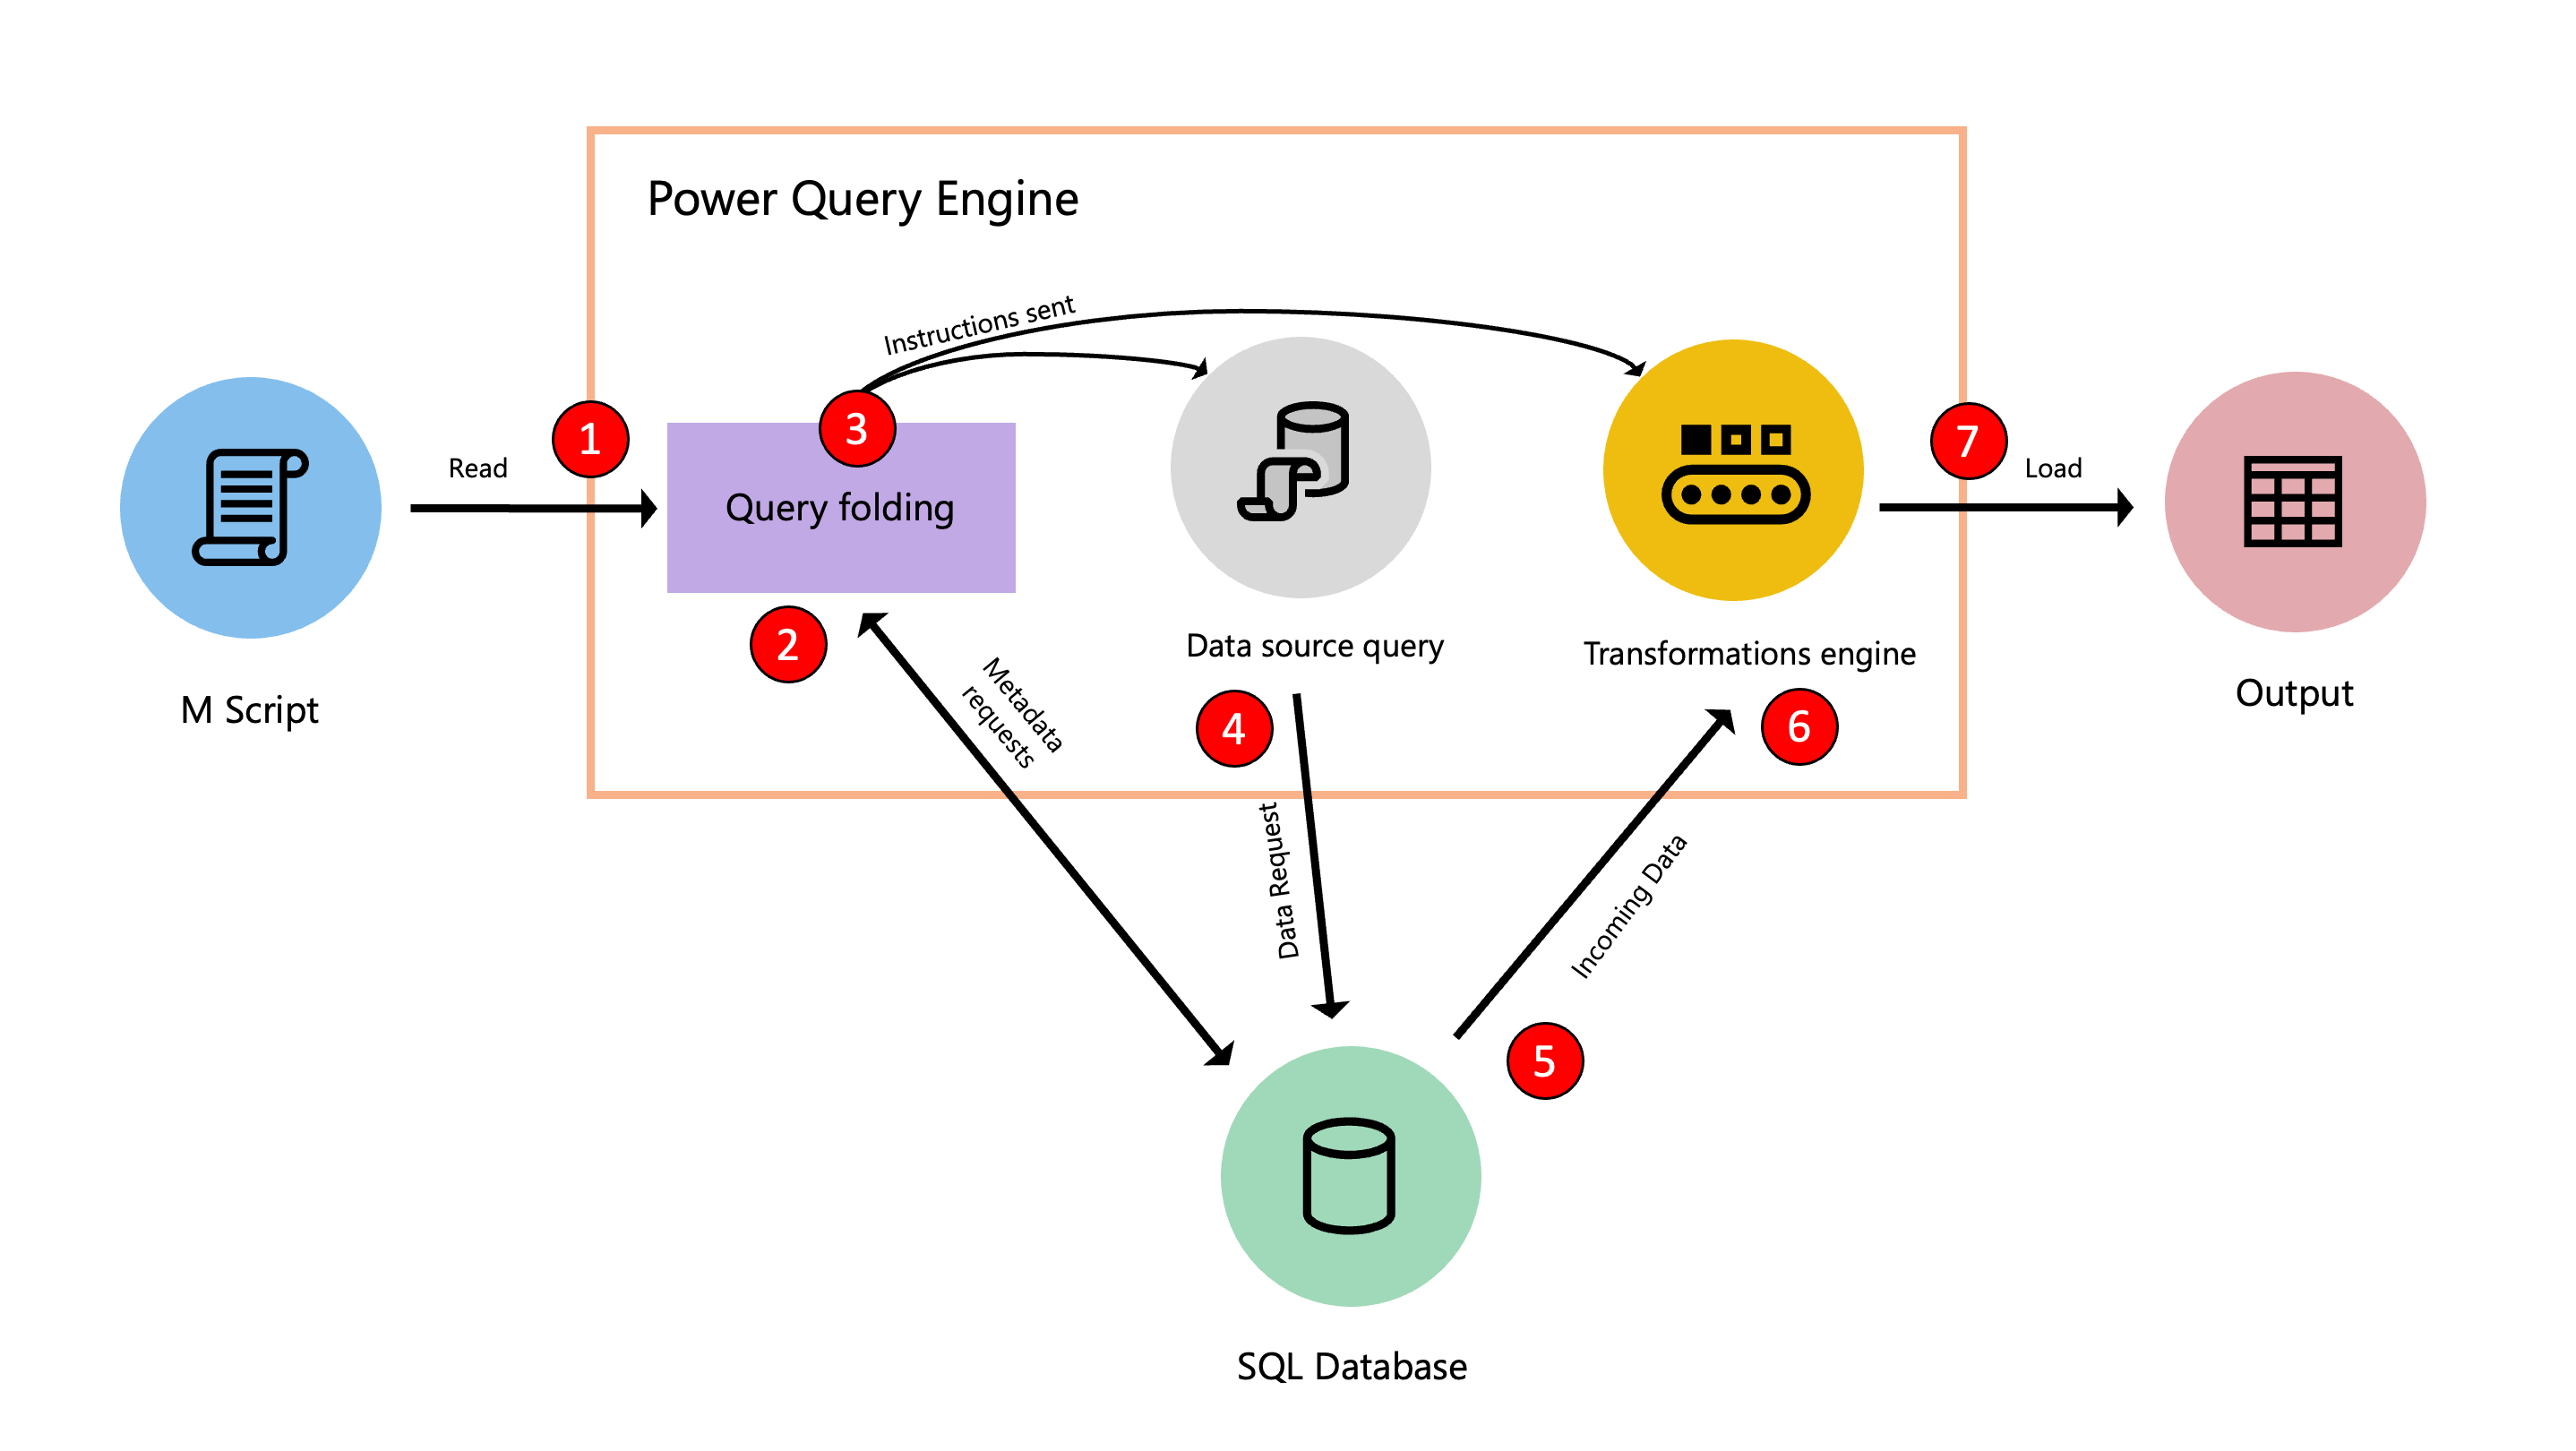 Power Query Engine
Instructions sent
1
Read
3
Query folding
2
Metadata
requests
M Script
Data source query
4
Data Request
Transformations engine
6
Incoming Data
5
7
Load
Output
SQL Database